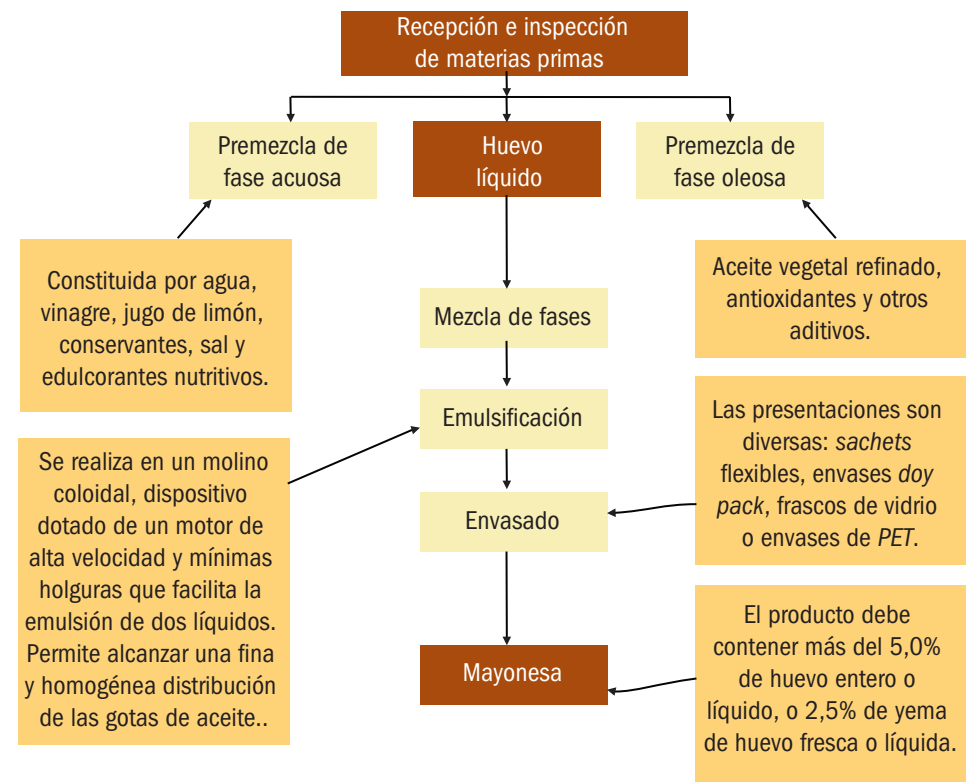 Recepción e inspección
de materias primas
Premezcla de
fase acuosa
Huevo
líquido
Premezcla de
fase oleosa
Constituida por agua,
vinagre, jugo de limón,
conservantes, sal y
edulcorantes nutritivos.
Aceite vegetal refinado,
antioxidantes y otros
aditivos.
Mezcla de fases
Emulsificación
Se realiza en un molino
coloidal, dispositivo
dotado de un motor de
alta velocidad y mínimas
holguras que facilita la
emulsión de dos líquidos.
Permite alcanzar una fina
y homogénea distribución
de las gotas de aceite..
Las presentaciones son
diversas: sachets
flexibles, envases doy
pack, frascos de vidrio
o envases de PET.
Envasado
Mayonesa
El producto debe
contener más del 5,0%
de huevo entero o
líquido, o 2,5% de yema
de huevo fresca o líquida.